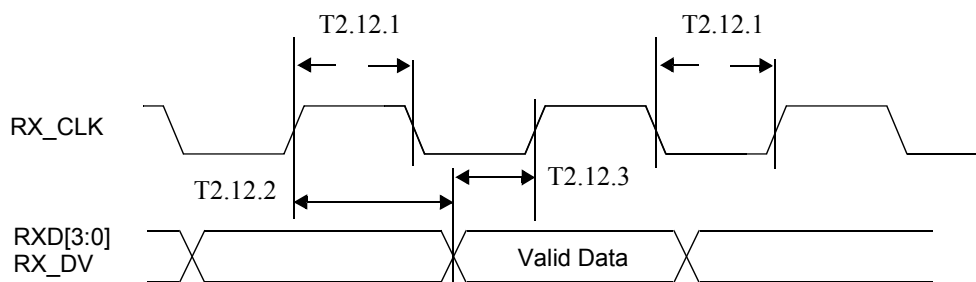 T2.12.1
T2.12.1
RX_CLK
T2.12.2
T2.12.3
RXD[3:0]
RX_DV
Valid Data